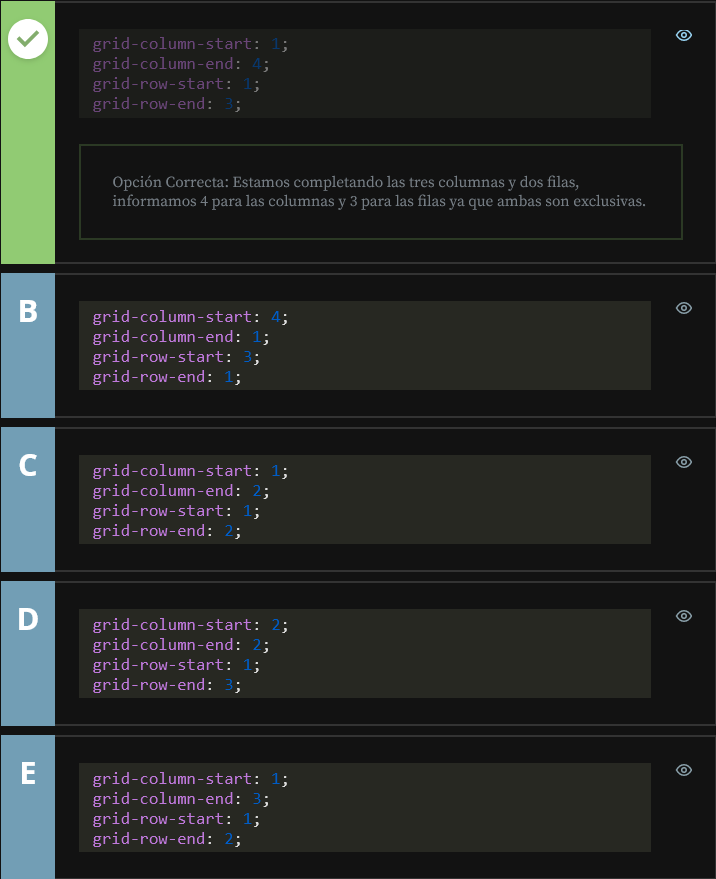 grid-column-start: 1;
grid-column-end: 4;
grid-row-start: 1;
grid-row-end: 3;
Opción Correcta: Estamos completando las tres columnas y dos filas,
informamos 4 para las columnas y 3 para las filas ya que ambas son exclusivas.
B
grid-column-start: 4;
grid-column-end: 1;
grid-row-start: 3;
grid-row-end: 1;
C
grid-column-start: 1;
grid-column-end: 2;
grid-row-start: 1;
grid-row-end: 2;
D
grid-column-start: 2;
grid-column-end: 2;
grid-row-start: 1;
grid-row-end: 3;
E
grid-column-start: 1;
grid-column-end: 3;
grid-row-start: 1;
grid-row-end: 2;